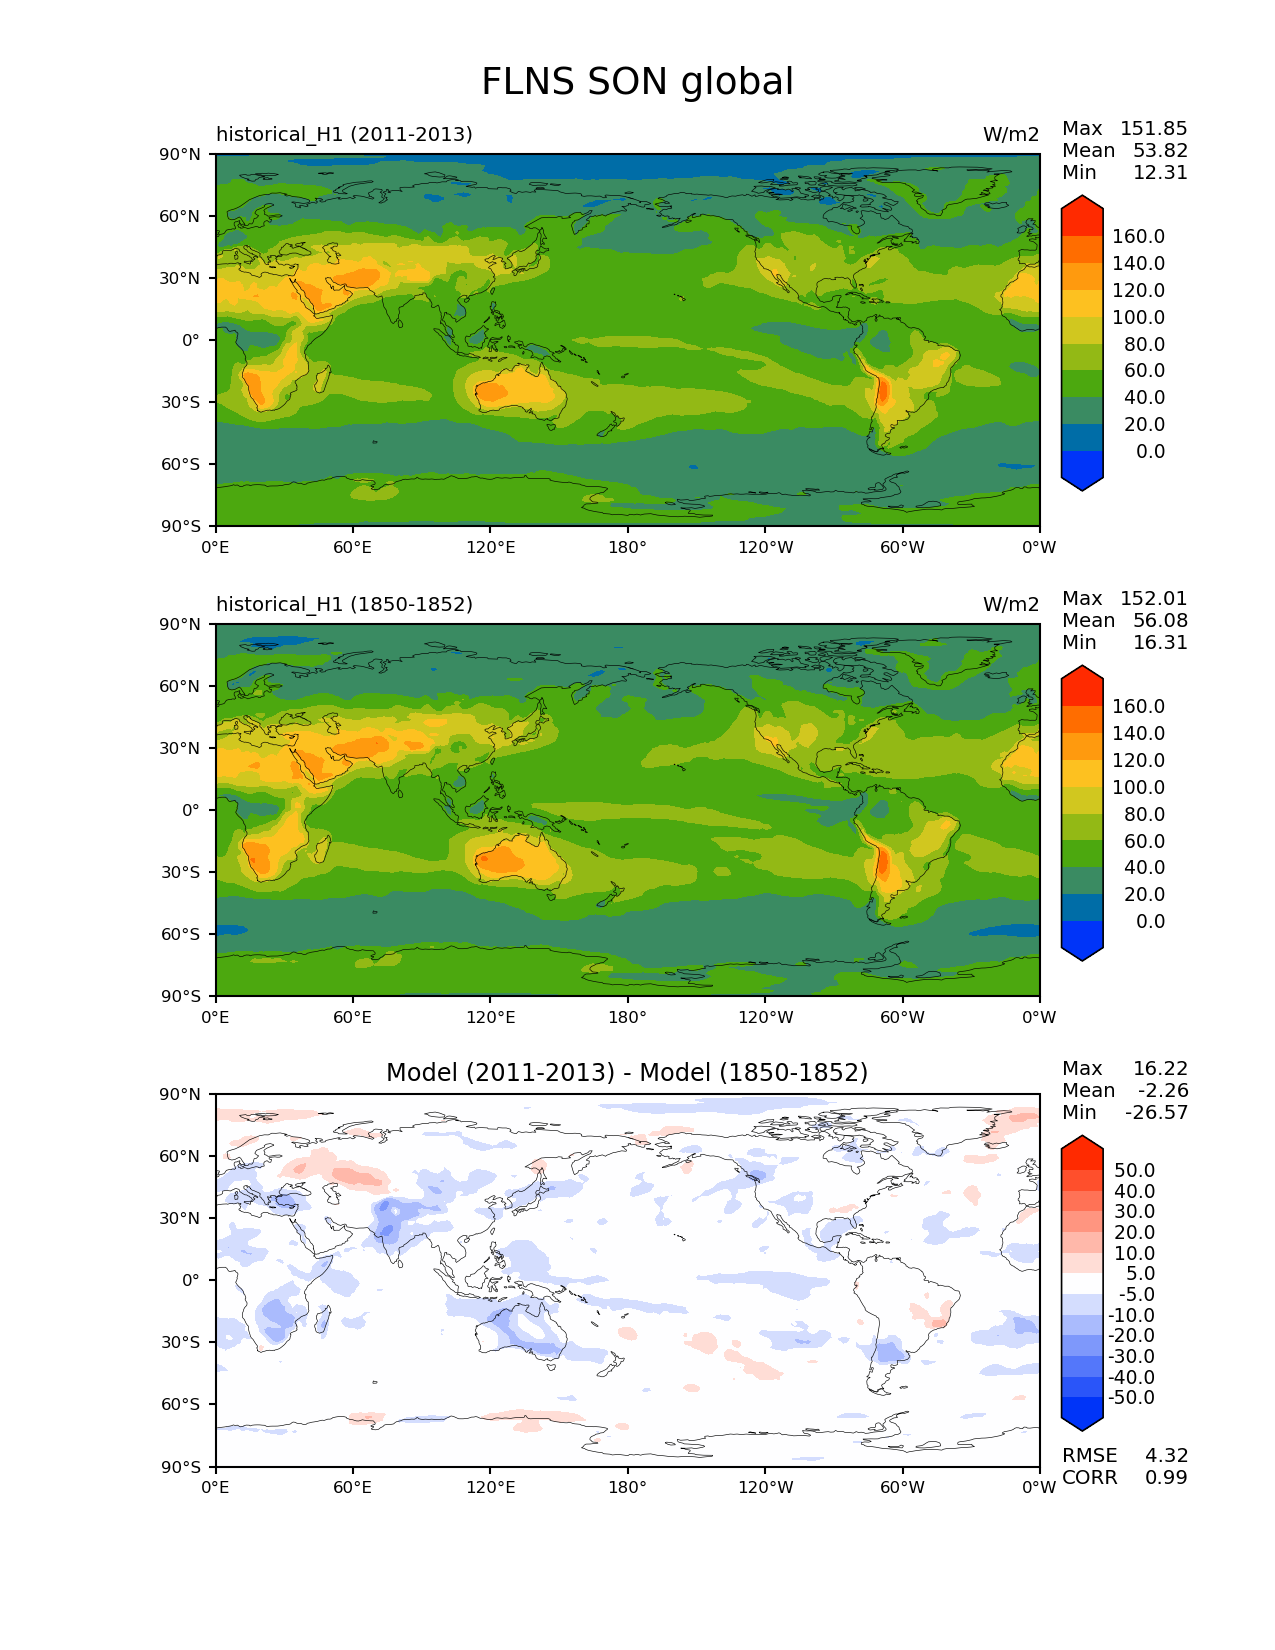 FLNS SON global
historical_H1 (2011-2013) W/m2
Max 151.85
Mean 53.82
Min 12.31
90°N
60°N
30°N
0°
30°S
60°S
90°S
0°E 60°E 120°E 180° 120°W 60°W 0°W
160.0
140.0
120.0
100.0
80.0
60.0
40.0
20.0
0.0
historical_H1 (1850-1852) W/m2
Max 152.01
Mean 56.08
Min 16.31
90°N
60°N
30°N
0°
30°S
60°S
90°S
0°E 60°E 120°E 180° 120°W 60°W 0°W
160.0
140.0
120.0
100.0
80.0
60.0
40.0
20.0
0.0
Model (2011-2013) - Model (1850-1852)
Max 16.22
Mean -2.26
Min -26.57
90°N
60°N
30°N
0°
30°S
60°S
90°S
0°E 60°E 120°E 180° 120°W 60°W 0°W
50.0
40.0
30.0
20.0
10.0
5.0
-5.0
-10.0
-20.0
-30.0
-40.0
-50.0
RMSE 4.32
CORR 0.99